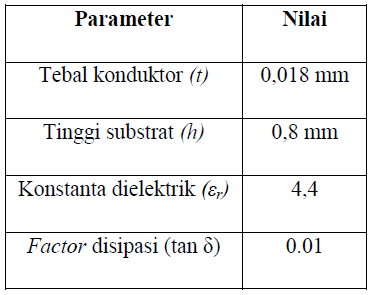 Parameter Nilai
Tebal konduktor (t) 0,018 mm
Tinggi substrat (h) 0,8 mm
Konstanta dielektrik (εr) 4,4
Factor disipasi (tan δ) 0.01